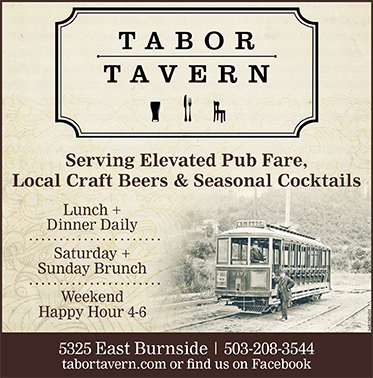 TABOR
TAVERN
Serving Elevated Pub Fare,
Local Craft Beers & Seasonal Cocktails
Lunch +
Dinner Daily
Saturday +
Sunday Brunch
Weekend
Happy Hour 4-6
5325 East Burnside | 503-208-3544
tabortavern.com or find us on Facebook